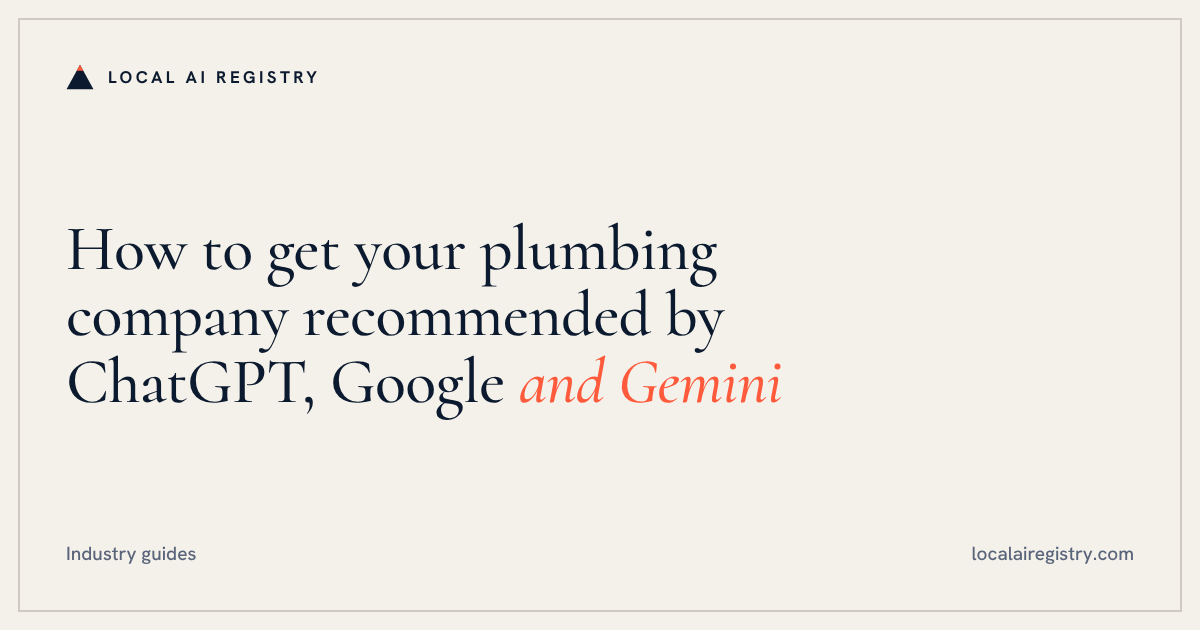 LOCAL AI REGISTRY
How to get your plumbing
company recommended by
ChatGPT, Google and Gemini
Industry guides
localairegistry.com